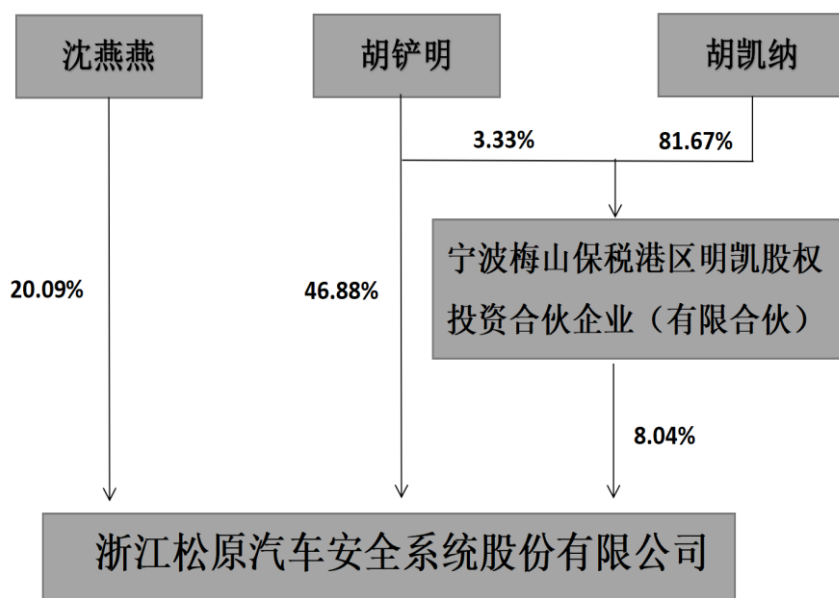 沈燕燕
胡铲明
胡凯纳
3.33%
81.67%
宁波梅山保税港区明凯股权
投资合伙企业（有限合伙）
20.09%
46.88%
8.04%
浙江松原汽车安全系统股份有限公司